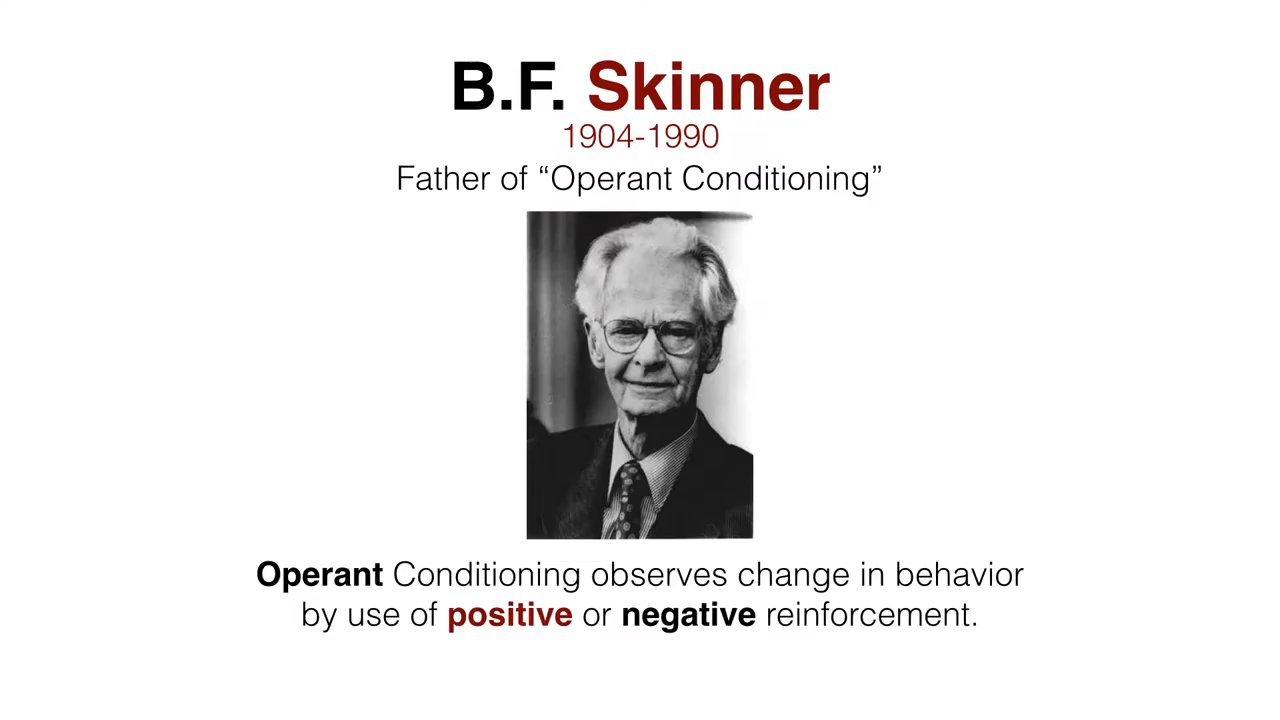 B.F. Skinner
1904-1990
Father of “Operant Conditioning”
Operant Conditioning observes change in behavior
by use of positive or negative reinforcement.